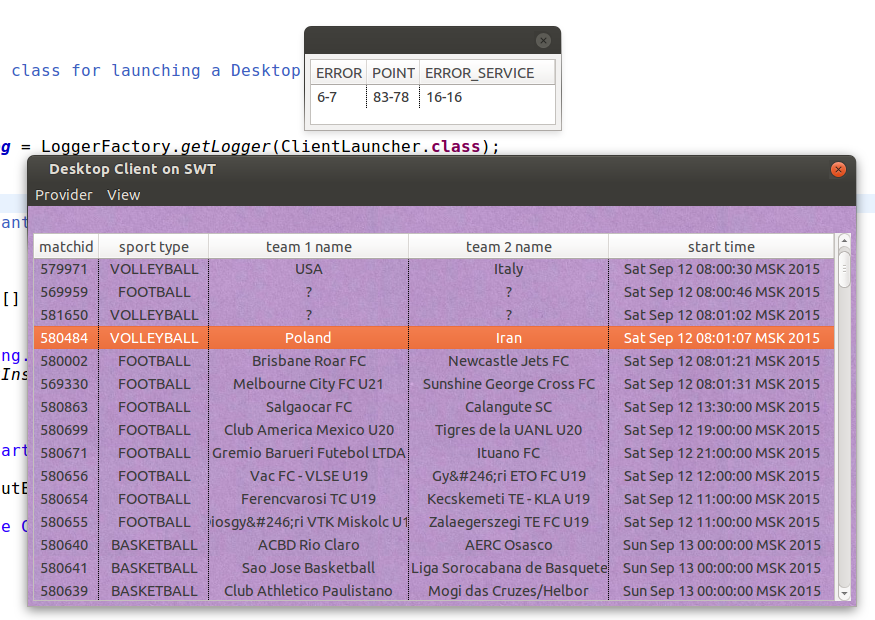 class for launching a Desktop
ERROR POINT ERROR_SERVICE
6-7 83-78 16-16
g = LoggerFactory.getLogger(ClientLauncher.class);
Desktop Client on SWT
Provider View
ant
[]
ng.
Ins
art
utE
e C
matchid sport type team 1 name team 2 name start time
579971 VOLLEYBALL USA Italy Sat Sep 12 08:00:30 MSK 2015
569959 FOOTBALL ? ? Sat Sep 12 08:00:46 MSK 2015
581650 VOLLEYBALL ? ? Sat Sep 12 08:01:02 MSK 2015
580484 VOLLEYBALL Poland Iran Sat Sep 12 08:01:07 MSK 2015
580002 FOOTBALL Brisbane Roar FC Newcastle Jets FC Sat Sep 12 08:01:21 MSK 2015
569330 FOOTBALL Melbourne City FC U21 Sunshine George Cross FC Sat Sep 12 08:01:31 MSK 2015
580863 FOOTBALL Salgaocar FC Calangute SC Sat Sep 12 13:30:00 MSK 2015
580699 FOOTBALL Club America Mexico U20 Tigres de la UANL U20 Sat Sep 12 19:00:00 MSK 2015
580671 FOOTBALL Gremio Barueri Futebol LTDA Ituano FC Sat Sep 12 21:00:00 MSK 2015
580656 FOOTBALL Vac FC - VLSE U19 Gy&#246;ri ETO FC U19 Sat Sep 12 12:00:00 MSK 2015
580654 FOOTBALL Ferencvarosi TC U19 Kecskemeti TE - KLA U19 Sat Sep 12 11:00:00 MSK 2015
580655 FOOTBALL iosgy&#246;ri VTK Miskolc U1 Zalaegerszegi TE FC U19 Sat Sep 12 11:00:00 MSK 2015
580640 BASKETBALL ACBD Rio Claro AERC Osasco Sun Sep 13 00:00:00 MSK 2015
580641 BASKETBALL Sao Jose Basketball Liga Sorocabana de Basquete Sun Sep 13 00:00:00 MSK 2015
580639 BASKETBALL Club Athletico Paulistano Mogi das Cruzes/Helbor Sun Sep 13 00:00:00 MSK 2015